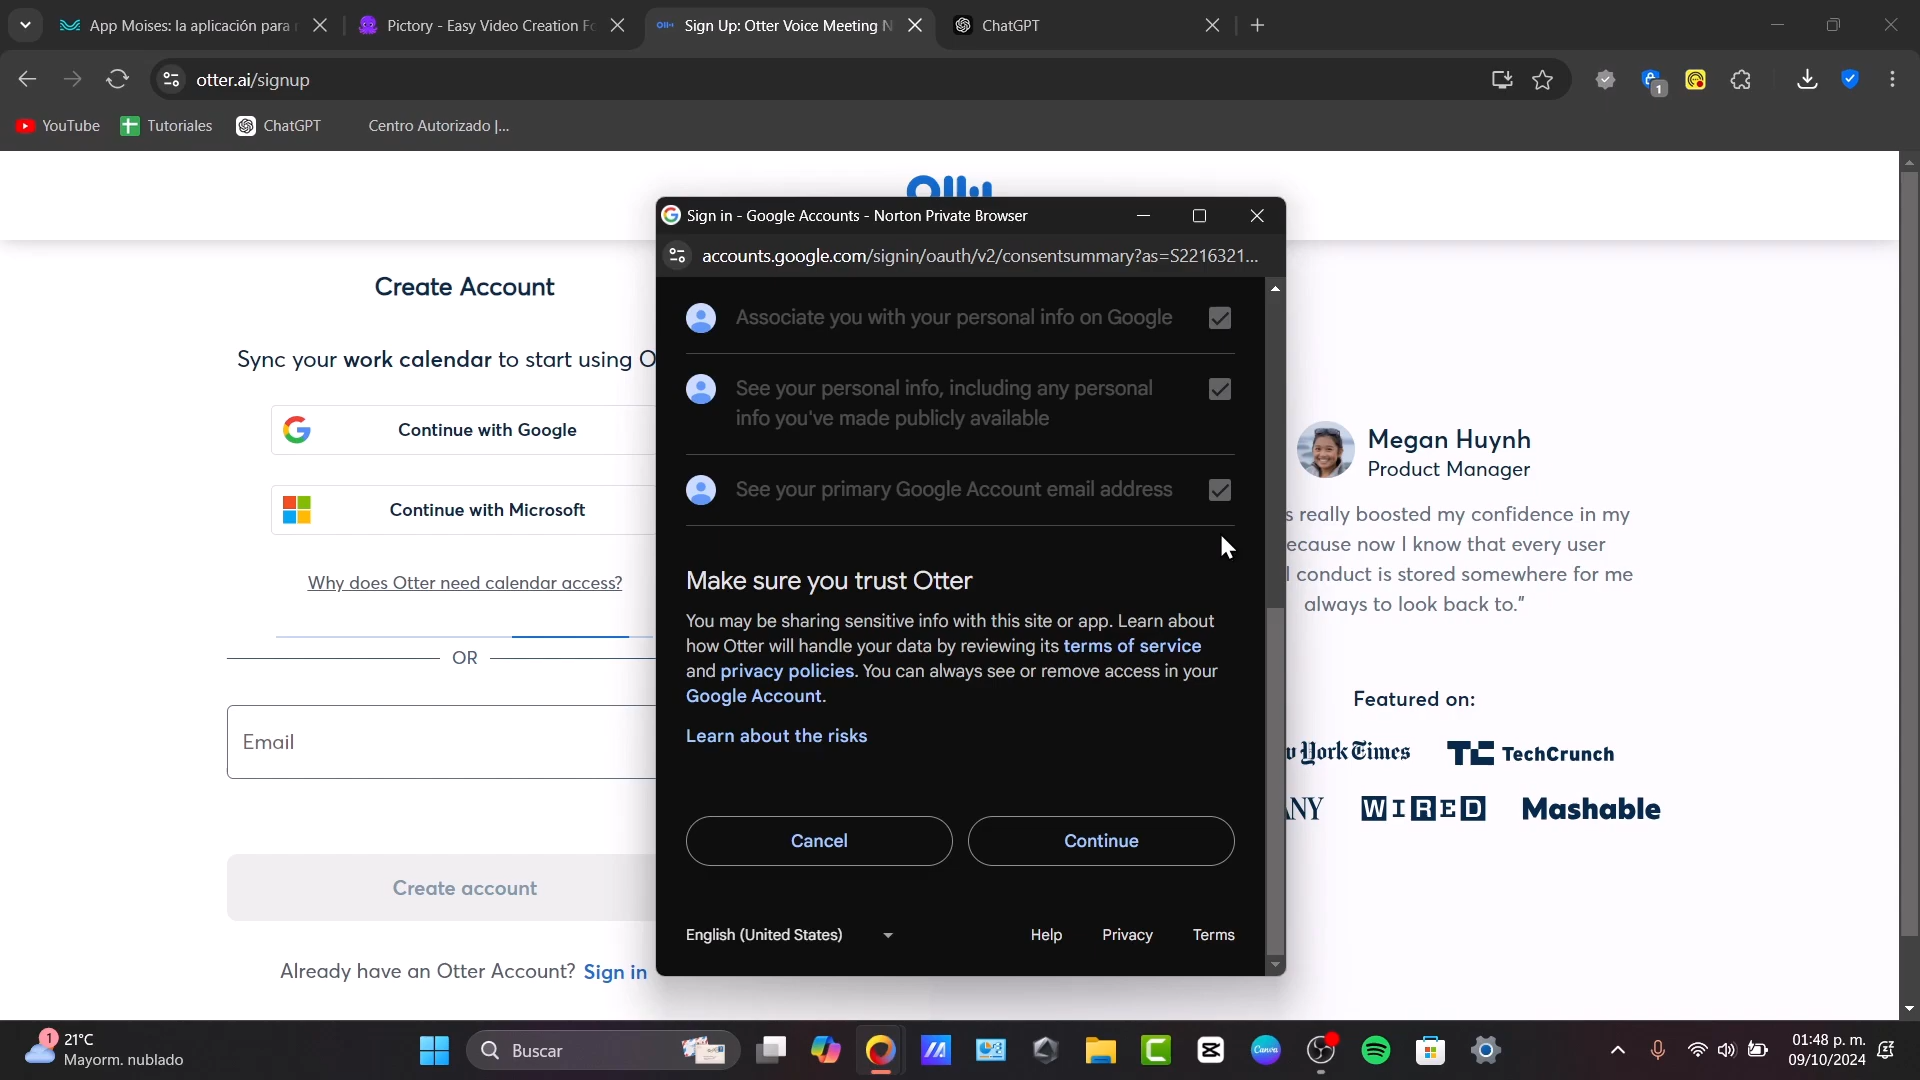 App Moises: la aplicación para
Pictory - Easy Video Creation Fo
Sign Up: Otter Voice Meeting N
ChatGPT
otter.ai/signup
1
YouTube
Tutoriales
ChatGPT
Centro Autorizado |...
Sign in - Google Accounts - Norton Private Browser
accounts.google.com/signin/oauth/v2/consentsummary?as=S2216321...
Create Account
Sync your work calendar to start using O
Continue with Google
Continue with Microsoft
Why does Otter need calendar access?
OR
Email
Create account
Already have an Otter Account? Sign in
Associate you with your personal info on Google
See your personal info, including any personal
info you've made publicly available
See your primary Google Account email address
Make sure you trust Otter
You may be sharing sensitive info with this site or app. Learn about
how Otter will handle your data by reviewing its terms of service
and privacy policies. You can always see or remove access in your
Google Account.
Learn about the risks
Cancel
Continue
English (United States)
Help
Privacy
Terms
Megan Huynh
Product Manager
s really boosted my confidence in my
ecause now I know that every user
I conduct is stored somewhere for me
always to look back to."
Featured on:
York Times
TC TechCrunch
NY
WIRED
Mashable
1
21°C
Mayorm. nublado
Buscar
Canva
01:48 p. m.
09/10/2024